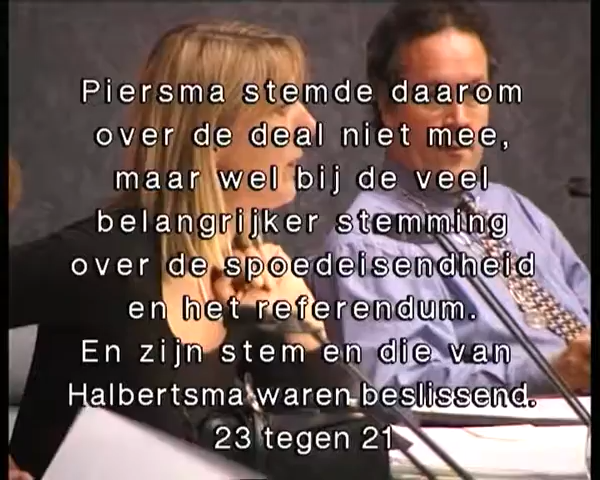 Piersma stemde daarom
over de deal niet mee,
maar wel bij de veel
belangrijker stemming
over de spoedeisendheid
en het referendum.
En zijn stem en die van
Halbertsma waren beslissend.
23 tegen 21